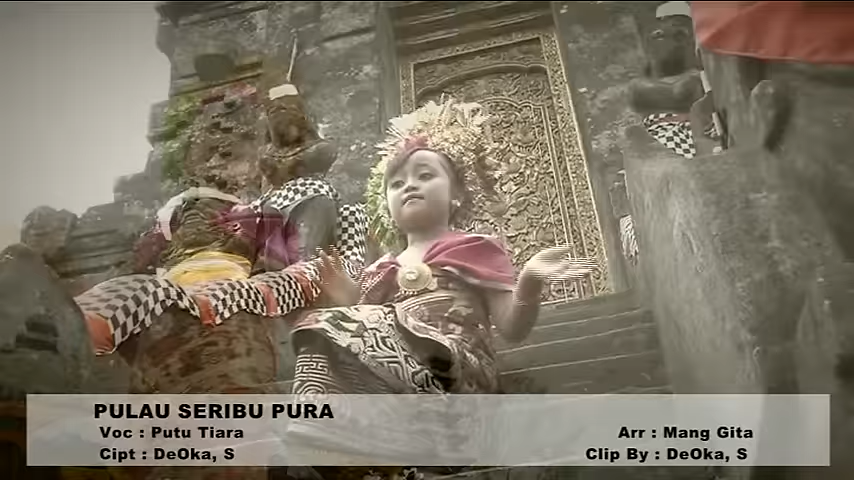 PULAU SERIBU PURA
Voc : Putu Tiara
Cipt : DeOka, S
Arr : Mang Gita
Clip By : DeOka, S